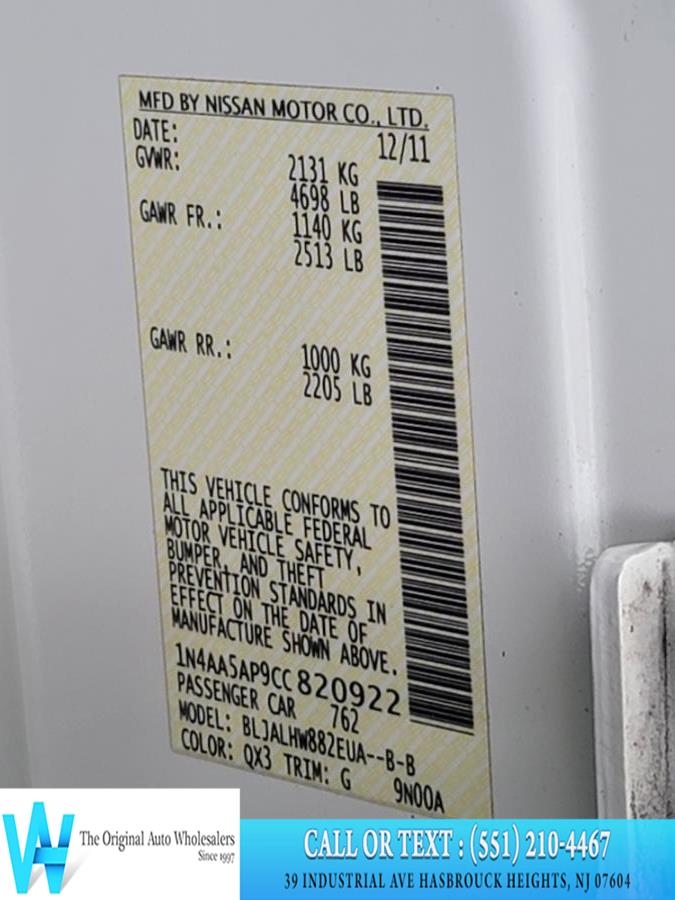 MFD BY NISSAN MOTOR CO., LTD.
DATE: 12/11
GVWR: 2131 KG
4698 LB
GAWR FR.: 1140 KG
2513 LB
GAWR RR.: 1000 KG
2205 LB
THIS VEHICLE CONFORMS TO
ALL APPLICABLE FEDERAL
MOTOR VEHICLE SAFETY,
BUMPER, AND THEFT
PREVENTION STANDARDS IN
EFFECT ON THE DATE OF
MANUFACTURE SHOWN ABOVE.
1N4AA5AP9CC820922
PASSENGER CAR 762
MODEL: BLJALHW882EUA--B-B
COLOR: QX3 TRIM: G 9N00A
The Original Auto Wholesalers
Since 1997
CALL OR TEXT : (551) 210-4467
39 INDUSTRIAL AVE HASBROUCK HEIGHTS, NJ 07604